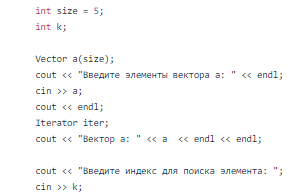 int size = 5;
int k;
Vector a(size);
cout << "Введите элементы вектора a: " << endl;
cin >> a;
cout << endl;
Iterator iter;
cout << "Вектор a: " << a  << endl << endl;
cout << "Введите индекс для поиска элемента: ";
cin >> k;